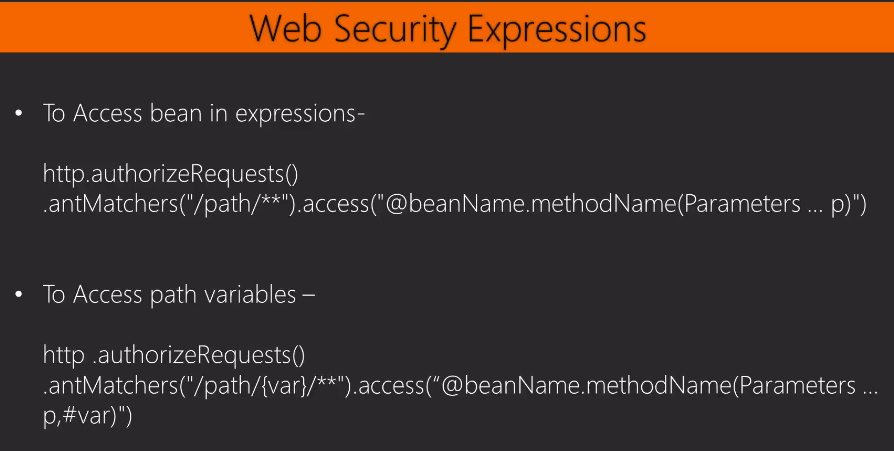 Web Security Expressions
• To Access bean in expressions-
http.authorizeRequests()
.antMatchers("/path/**").access("@beanName.methodName(Parameters ... p)")
• To Access path variables –
http .authorizeRequests()
.antMatchers("/path/{var}/**").access(“@beanName.methodName(Parameters ...
p,#var)")